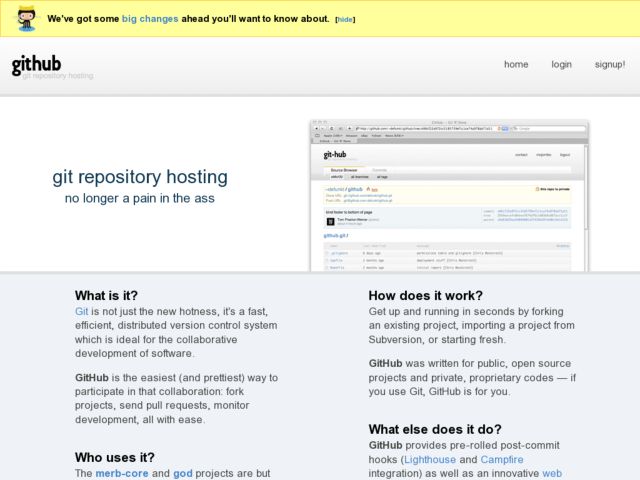 We've got some big changes ahead you'll want to know about. [hide]
github
git repository hosting
home login signup!
git repository hosting
no longer a pain in the ass
git-hub
Source Browser
What is it?
Git is not just the new hotness, it's a fast,
efficient, distributed version control system
which is ideal for the collaborative
development of software.
GitHub is the easiest (and prettiest) way to
participate in that collaboration: fork
projects, send pull requests, monitor
development, all with ease.
Who uses it?
The merb-core and god projects are but
How does it work?
Get up and running in seconds by forking
an existing project, importing a project from
Subversion, or starting fresh.
GitHub was written for public, open source
projects and private, proprietary codes — if
you use Git, GitHub is for you.
What else does it do?
GitHub provides pre-rolled post-commit
hooks (Lighthouse and Campfire
integration) as well as an innovative web